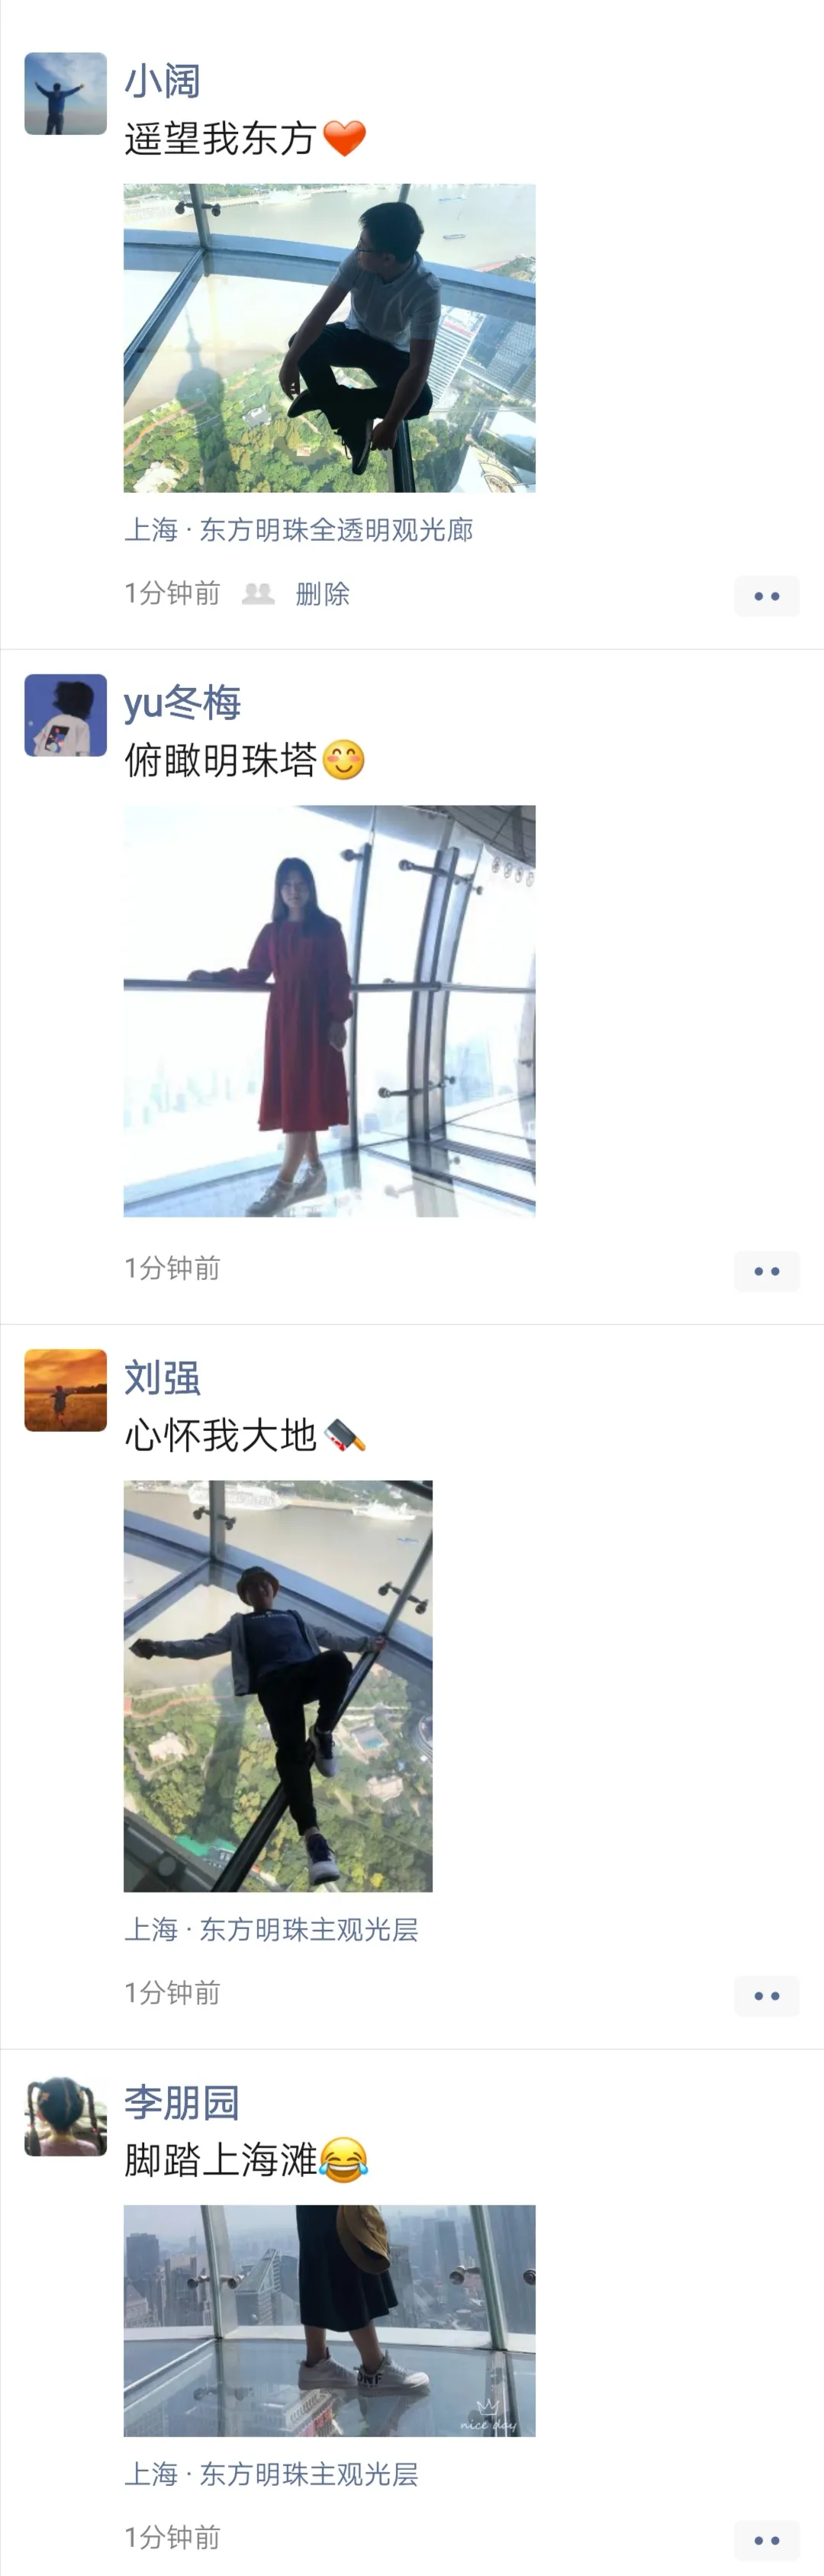 小阔
遥望我东方❤️
上海 · 东方明珠全透明观光廊
1分钟前 删除
yu冬梅
俯瞰明珠塔😊
1分钟前
刘强
心怀我大地
上海 · 东方明珠主观光层
1分钟前
李朋园
脚踏上海滩😂
nice day
上海 · 东方明珠主观光层
1分钟前